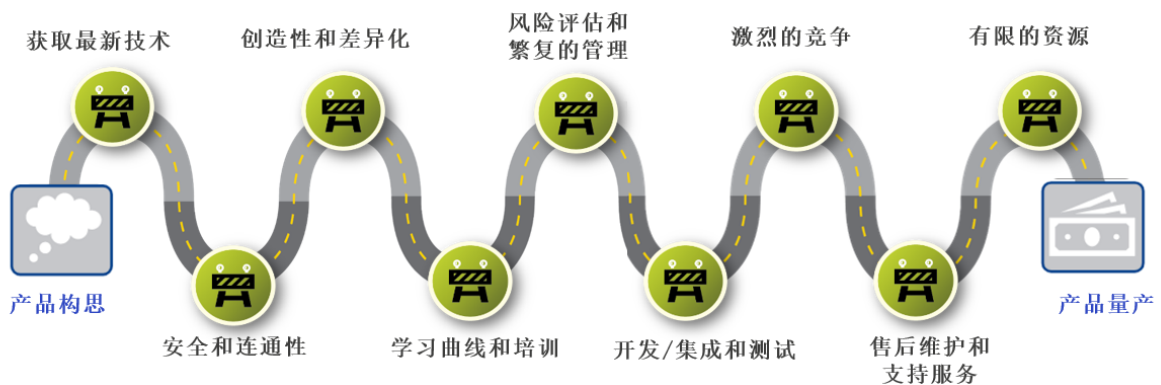 获取最新技术
创造性和差异化
风险评估和
繁复的管理
激烈的竞争
有限的资源
产品构思
产品量产
安全和连通性
学习曲线和培训
开发/集成和测试
售后维护和
支持服务